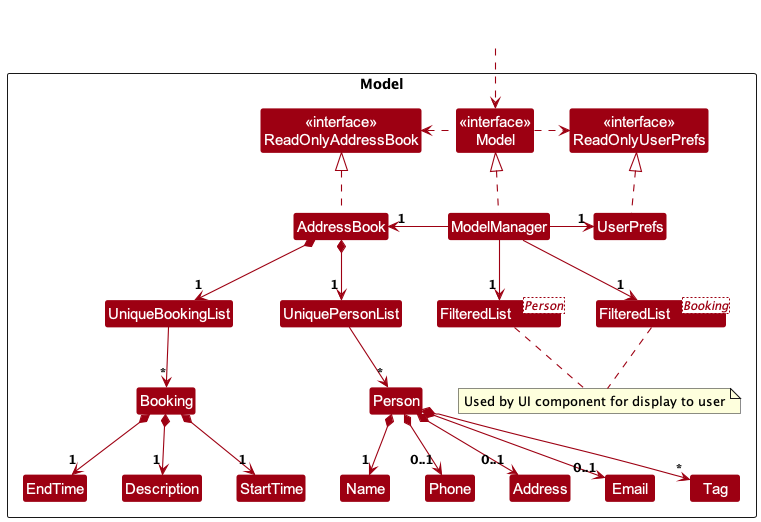 Model
«interface»
ReadOnlyAddressBook
«interface»
Model
«interface»
ReadOnlyUserPrefs
AddressBook
1
ModelManager
1
UserPrefs
1
1
1
1
UniqueBookingList
UniquePersonList
FilteredList
Person
FilteredList
Booking
*
*
Booking
Person
Used by UI component for display to user
1
1
1
1
0..1
0..1
0..1
*
EndTime
Description
StartTime
Name
Phone
Address
Email
Tag